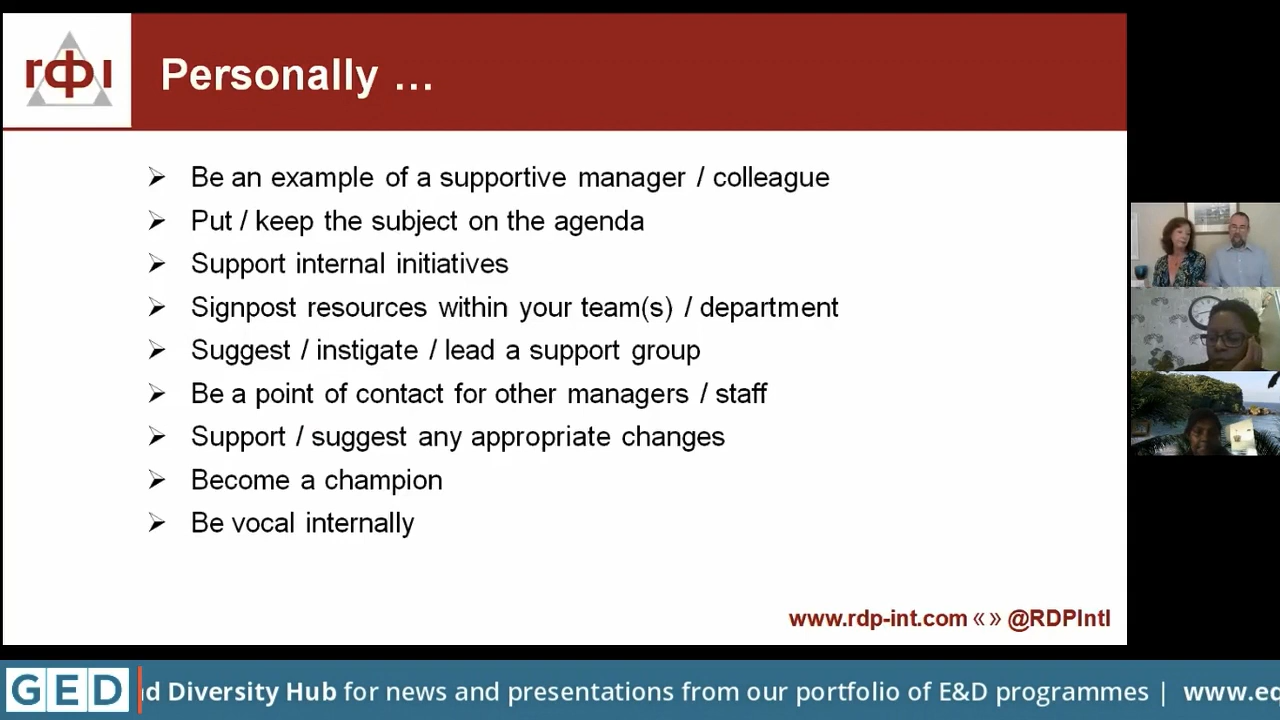 rфı
Personally …
Be an example of a supportive manager / colleague
Put / keep the subject on the agenda
Support internal initiatives
Signpost resources within your team(s) / department
Suggest / instigate / lead a support group
Be a point of contact for other managers / staff
Support / suggest any appropriate changes
Become a champion
Be vocal internally
www.rdp-int.com « » @RDPIntl
GED
d Diversity Hub for news and presentations from our portfolio of E&D programmes | www.ed